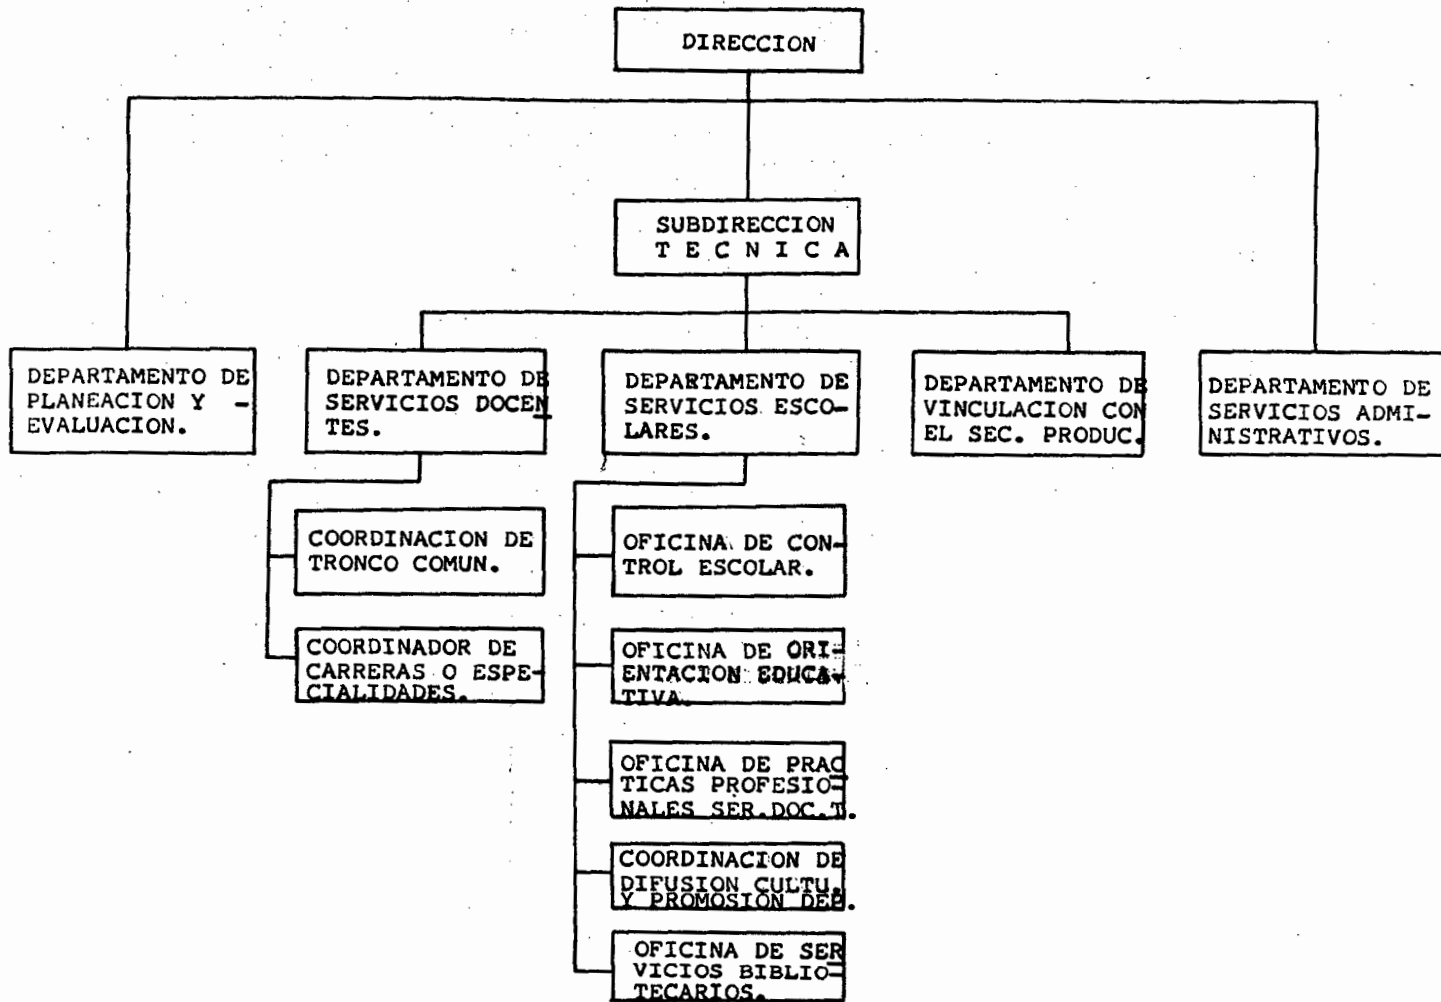 DIRECCION
SUBDIRECCION
T E C N I C A
DEPARTAMENTO DE
PLANEACION Y -
EVALUACION.
DEPARTAMENTO DE
SERVICIOS DOCEN
TES.
DEPARTAMENTO DE
SERVICIOS ESCO-
LARES.
DEPARTAMENTO DE
VINCULACION CON
EL SEC. PRODUC.
DEPARTAMENTO DE
SERVICIOS ADMI-
NISTRATIVOS.
COORDINACION DE
TRONCO COMUN.
COORDINADOR DE
CARRERAS O ESPE-
CIALIDADES.
OFICINA DE CON-
TROL ESCOLAR.
OFICINA DE ORI-
ENTACION EDUCA-
TIVA.
OFICINA DE PRAC
TICAS PROFESIO-
NALES SER.DOC.T.
COORDINACION DE
DIFUSION CULTU.
Y PROMOSION DEP.
OFICINA DE SER
VICIOS BIBLIO-
TECARIOS.